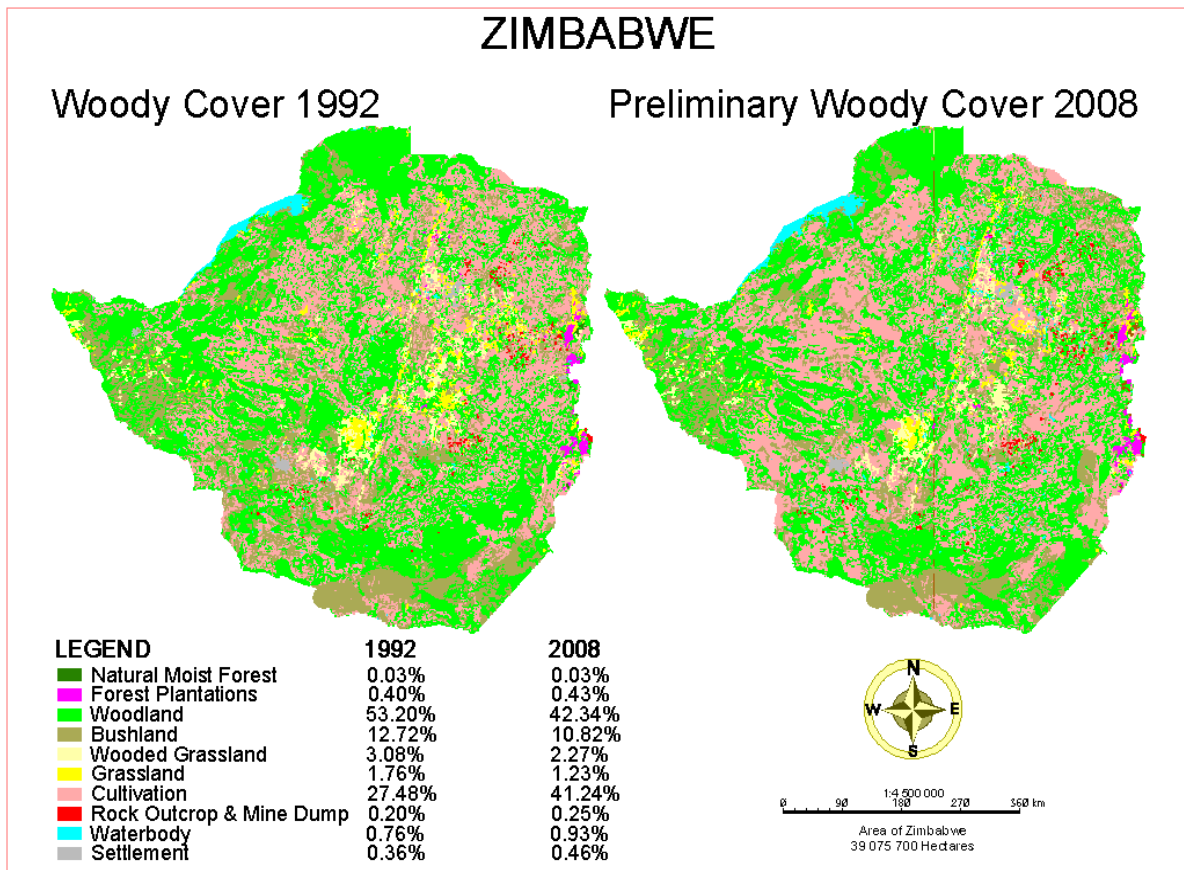 ZIMBABWE
Woody Cover 1992
Preliminary Woody Cover 2008
LEGEND 1992 2008
Natural Moist Forest 0.03% 0.03%
Forest Plantations 0.40% 0.43%
Woodland 53.20% 42.34%
Bushland 12.72% 10.82%
Wooded Grassland 3.08% 2.27%
Grassland 1.76% 1.23%
Cultivation 27.48% 41.24%
Rock Outcrop & Mine Dump 0.20% 0.25%
Waterbody 0.76% 0.93%
Settlement 0.36% 0.46%
N
W E
S
1:4 500 000
0 90 180 270 360 km
Area of Zimbabwe
39 075 700 Hectares